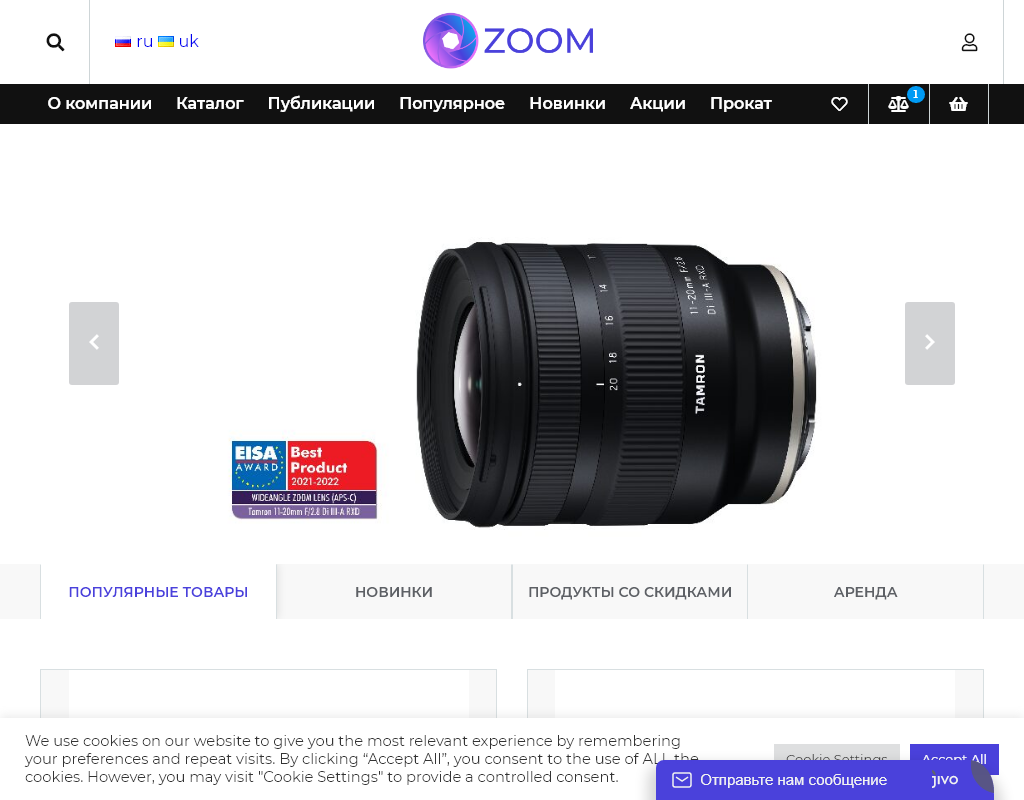 ru uk
ZOOM
О компании Каталог Публикации Популярное Новинки Акции Прокат
1
11-20mm F/2.8
Di III-A RXD
TAMRON
11 14 16 18 20
EISA AWARD
Best Product 2021-2022
WIDEANGLE ZOOM LENS (APS-C)
Tamron 11-20mm F/2.8 Di III-A RXD
ПОПУЛЯРНЫЕ ТОВАРЫ НОВИНКИ ПРОДУКТЫ СО СКИДКАМИ АРЕНДА
We use cookies on our website to give you the most relevant experience by remembering
your preferences and repeat visits. By clicking “Accept All”, you consent to the use of ALL the
cookies. However, you may visit "Cookie Settings" to provide a controlled consent.
Cookie Settings Accept All
Отправьте нам сообщение jivo